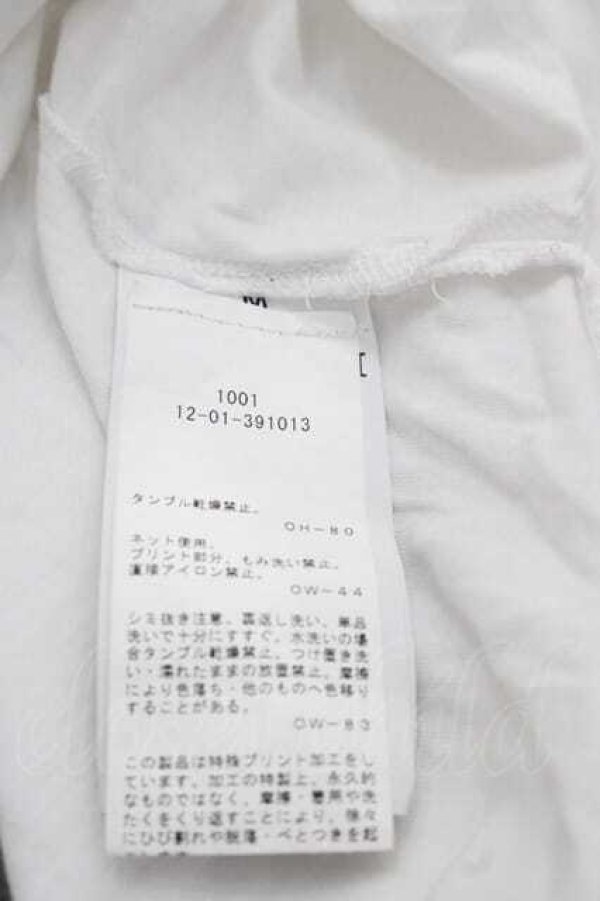 M
1001
12-01-391013
タンブル乾燥禁止。
OH-80
ネット使用。
プリント部分、もみ洗い禁止。
直接アイロン禁止。
OW-44
シミ抜き注意、裏返し洗い、単品
洗いで十分にすすぐ。水洗いの場
合タンブル乾燥禁止。つけ置き洗
い・濡れたままの放置禁止。摩擦
により色落ち・他のものへ色移り
することがある。
OW-83
この製品は特殊プリント加工をし
ています。加工の特製上、永久的
なものではなく、摩擦・着用や洗
たくをくり返すことにより、徐々
にひび割れや脱落・べとつきを起